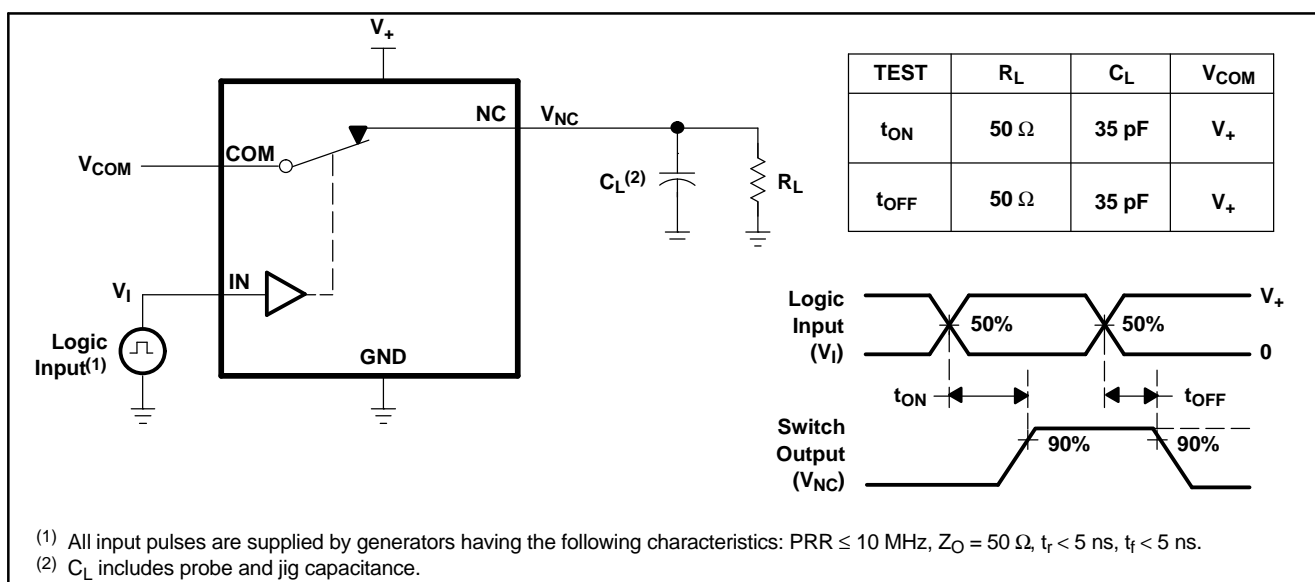 V+
NC
VNC
COM
VCOM
CL(2)
RL
IN
VI
Logic
Input(1)
GND
TEST RL CL VCOM
tON 50 Ω 35 pF V+
tOFF 50 Ω 35 pF V+
Logic
Input
(VI)
50%
50%
V+
0
tON
tOFF
Switch
Output
(VNC)
90%
90%
(1) All input pulses are supplied by generators having the following characteristics: PRR ≤ 10 MHz, ZO = 50 Ω, tr < 5 ns, tf < 5 ns.
(2) CL includes probe and jig capacitance.